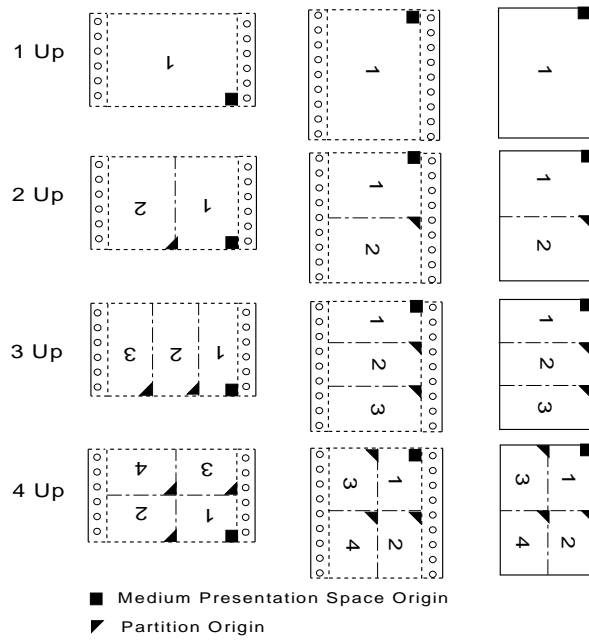 1 Up
1 1 1
2 Up
2 1 1 1
2 2
3 Up
3 2 1 1 1
2 2
3 3
4 Up
4 3 3 1 3 1
2 1 4 2 4 2
Medium Presentation Space Origin
Partition Origin